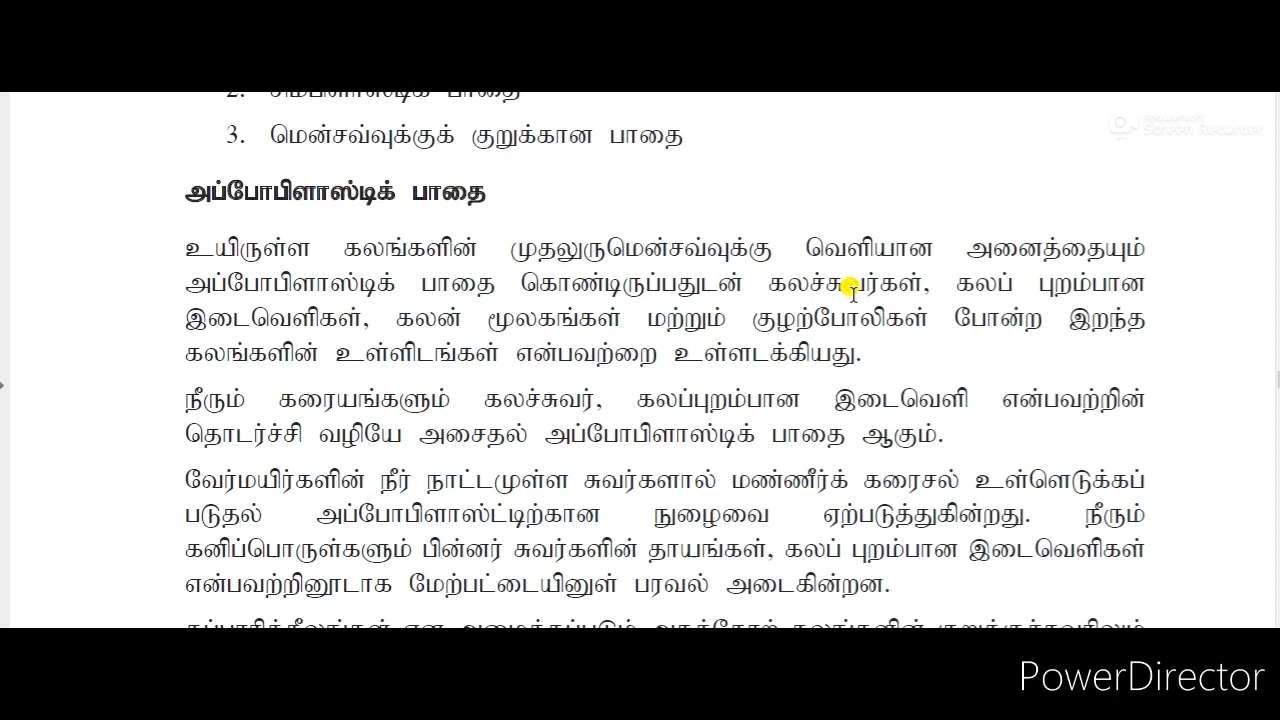 3. மென்சவ்வுக்குக் குறுக்கான பாதை
அப்போபிளாஸ்டிக் பாதை
உயிருள்ள கலங்களின் முதலுருமென்சவ்வுக்கு வெளியான அனைத்தையும்
அப்போபிளாஸ்டிக் பாதை கொண்டிருப்பதுடன் கலச்சுவர்கள், கலப் புறம்பான
இடைவெளிகள், கலன் மூலகங்கள் மற்றும் குழற்போலிகள் போன்ற இறந்த
கலங்களின் உள்ளிடங்கள் என்பவற்றை உள்ளடக்கியது.
நீரும் கரையங்களும் கலச்சுவர், கலப்புறம்பான இடைவெளி என்பவற்றின்
தொடர்ச்சி வழியே அசைதல் அப்போபிளாஸ்டிக் பாதை ஆகும்.
வேர்மயிர்களின் நீர் நாட்டமுள்ள சுவர்களால் மண்ணீர்க் கரைசல் உள்ளெடுக்கப்
படுதல் அப்போபிளாஸ்ட்டிற்கான நுழைவை ஏற்படுத்துகின்றது. நீரும்
கனிப்பொருள்களும் பின்னர் சுவர்களின் தாயங்கள், கலப் புறம்பான இடைவெளிகள்
என்பவற்றினூடாக மேற்பட்டையினுள் பரவல் அடைகின்றன.
Screen Recorder
PowerDirector